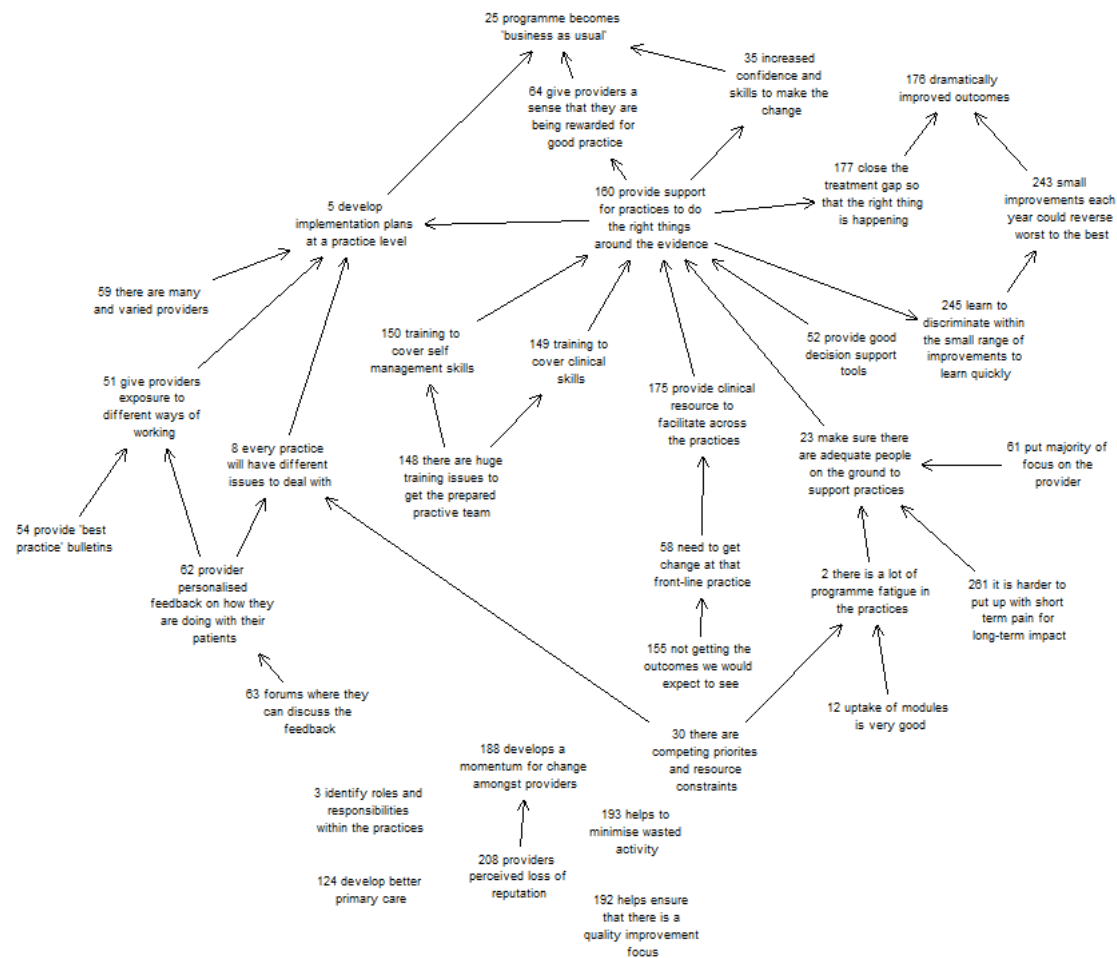 25 programme becomes
'business as usual'
35 increased
confidence and
skills to make the
change
176 dramatically
improved outcomes
64 give providers a
sense that they are
being rewarded for
good practice
177 close the
treatment gap so
that the right thing
is happening
243 small
improvements each
year could reverse
worst to the best
160 provide support
for practices to do
the right things
around the evidence
5 develop
implementation plans
at a practice level
59 there are many
and varied providers
150 training to
cover self
management skills
149 training to
cover clinical
skills
52 provide good
decision support
tools
245 learn to
discriminate within
the small range of
improvements to
learn quickly
51 give providers
exposure to
different ways of
working
175 provide clinical
resource to
facilitate across
the practices
8 every practice
will have different
issues to deal with
148 there are huge
training issues to
get the prepared
practive team
23 make sure there
are adequate people
on the ground to
support practices
61 put majority of
focus on the
provider
54 provide 'best
practice' bulletins
62 provider
personalised
feedback on how they
are doing with their
patients
58 need to get
change at that
front-line practice
2 there is a lot of
programme fatigue in
the practices
261 it is harder to
put up with short
term pain for
long-term impact
155 not getting the
outcomes we would
expect to see
63 forums where they
can discuss the
feedback
12 uptake of modules
is very good
30 there are
competing priorites
and resource
constraints
188 develops a
momentum for change
amongst providers
3 identify roles and
responsibilities
within the practices
193 helps to
minimise wasted
activity
208 providers
perceived loss of
reputation
124 develop better
primary care
192 helps ensure
that there is a
quality improvement
focus